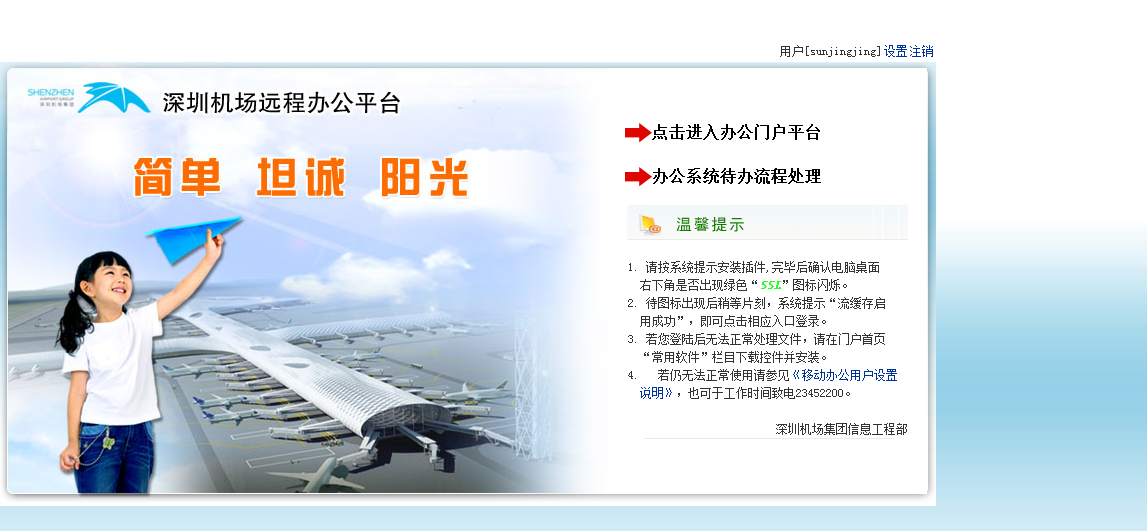 用户[sunjingjing]设置注销
SHENZHEN
AIRPORT GROUP
深圳机场集团
深圳机场远程办公平台
简单 坦诚 阳光
点击进入办公门户平台
办公系统待办流程处理
温馨提示
1. 请按系统提示安装插件,完毕后确认电脑桌面
右下角是否出现绿色“SSL”图标闪烁。
2. 待图标出现后稍等片刻，系统提示“流缓存启
用成功”，即可点击相应入口登录。
3. 若您登陆后无法正常处理文件，请在门户首页
“常用软件”栏目下载控件并安装。
4. 若仍无法正常使用请参见《移动办公用户设置
说明》，也可于工作时间致电23452200。
深圳机场集团信息工程部